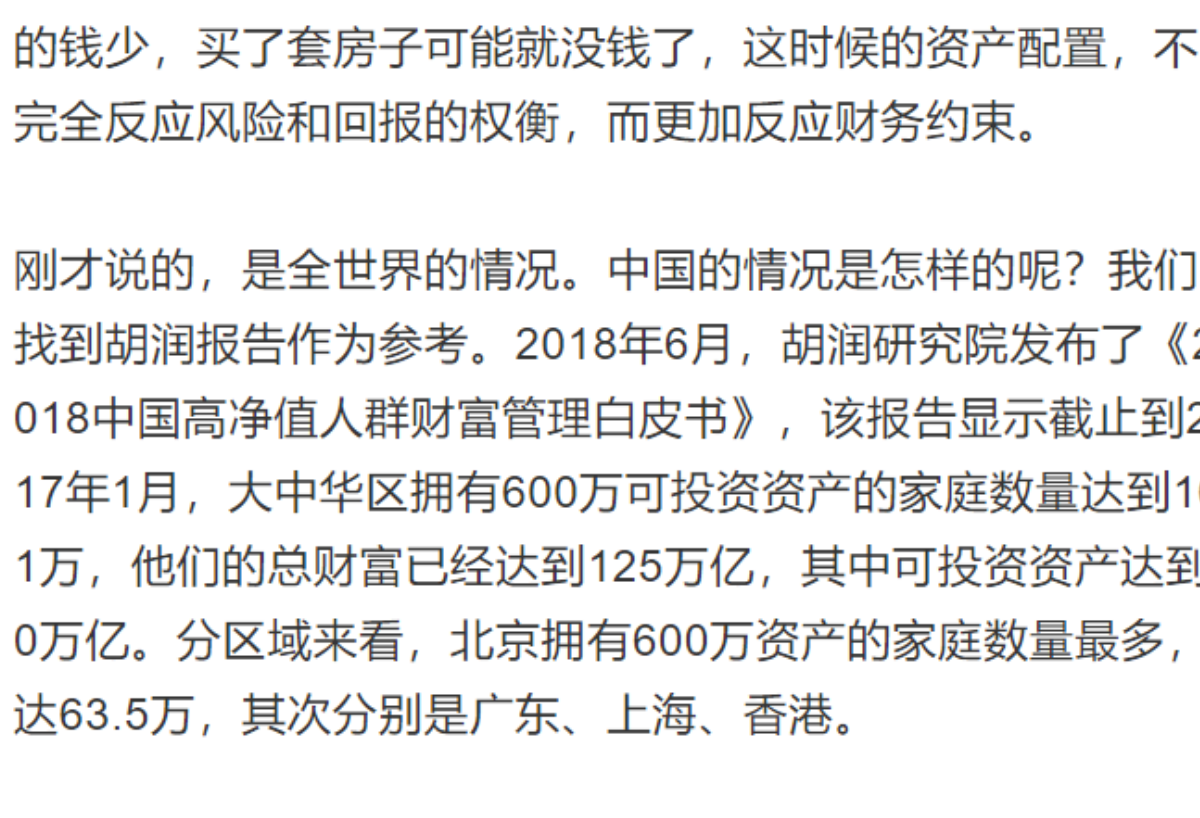 的钱少，买了套房子可能就没钱了，这时候的资产配置，不
完全反应风险和回报的权衡，而更加反应财务约束。
刚才说的，是全世界的情况。中国的情况是怎样的呢？我们
找到胡润报告作为参考。2018年6月，胡润研究院发布了《2
018中国高净值人群财富管理白皮书》，该报告显示截止到2
17年1月，大中华区拥有600万可投资资产的家庭数量达到1
1万，他们的总财富已经达到125万亿，其中可投资资产达到
0万亿。分区域来看，北京拥有600万资产的家庭数量最多，
达63.5万，其次分别是广东、上海、香港。